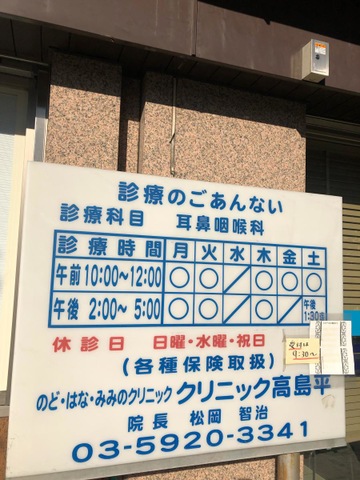 診療のごあんない
診療科目 耳鼻咽喉科
診療時間 月 火 水 木 金 土
午前 10:00~12:00 ○ ○ / ○ ○ ○
午後 2:00~5:00 ○ ○ / ○ ○ 午後 1:30
休診日 日曜・水曜・祝日
9:30~
(各種保険取扱)
のど・はな・みみのクリニック クリニック高島平
院長 松岡 智治
03-5920-3341